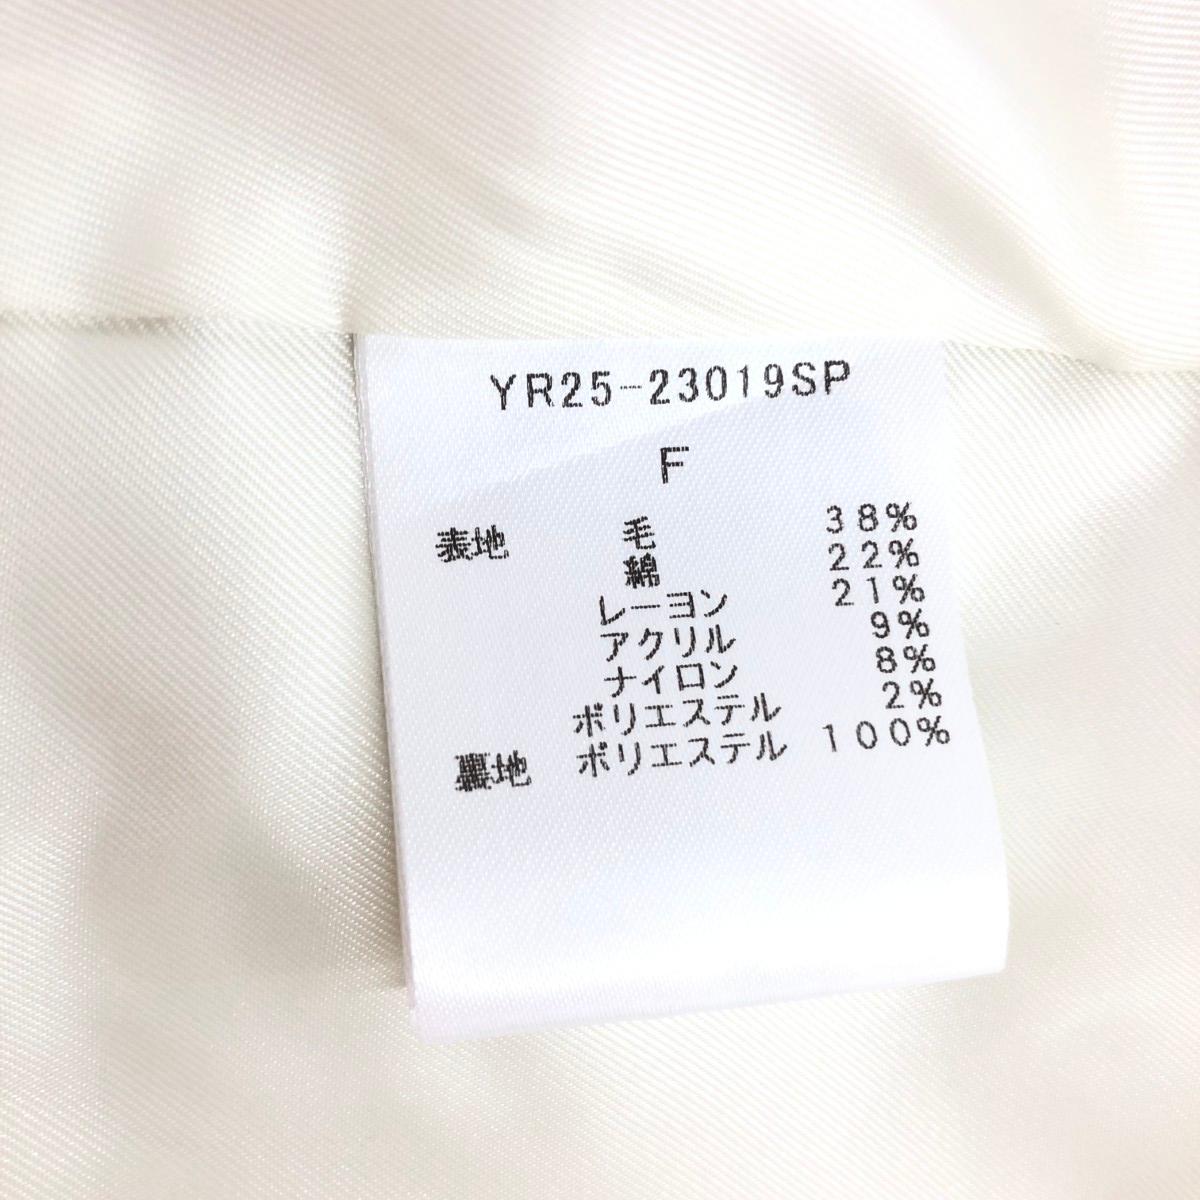 YR25-23019SP
F
表地 毛 38%
綿 22%
レーヨン 21%
アクリル 9%
ナイロン 8%
ポリエステル 2%
裏地 ポリエステル 100%